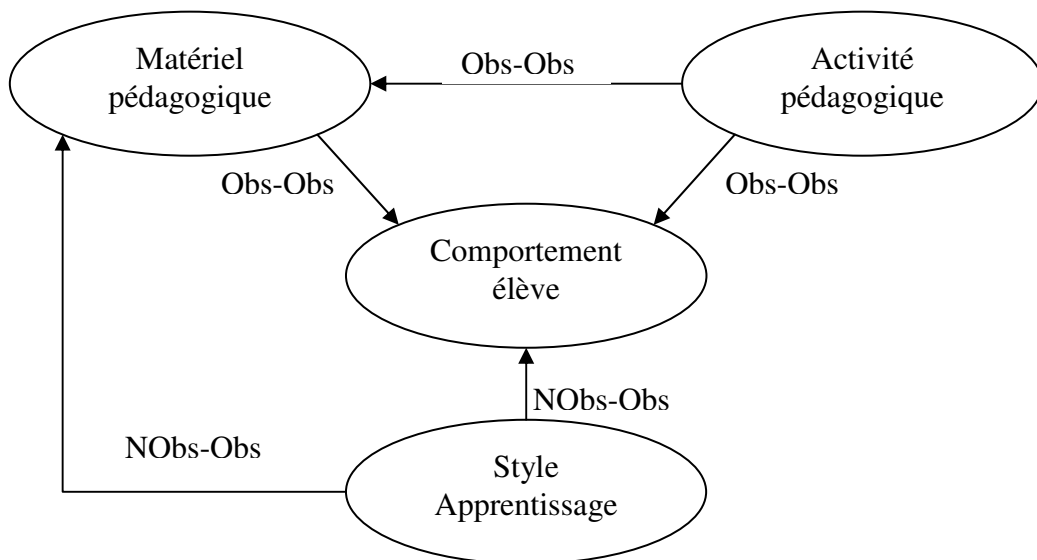 Matériel
pédagogique
Obs-Obs
Activité
pédagogique
Obs-Obs
Obs-Obs
Comportement
élève
NObs-Obs
NObs-Obs
Style
Apprentissage